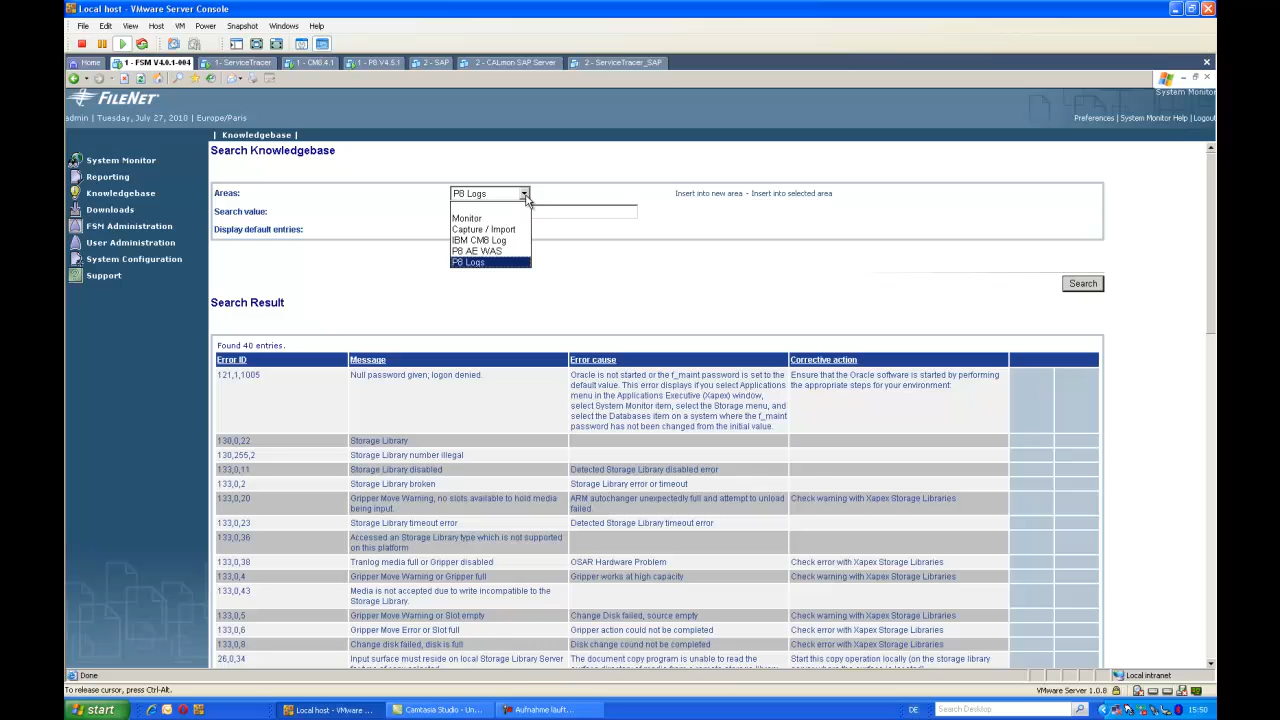 Local host - VMware Server Console
File Edit View Host VM Power Snapshot Windows Help
Home 1 - FSM V4.0.1-004 1- ServiceTracer 1 - CM8.4.1 1 - P8 V4.5.1 2 - SAP 2 - CALmon SAP Server 2 - ServiceTracer_SAP
FILENET
System Monitor
admin | Tuesday, July 27, 2010 | Europe/Paris
Preferences | System Monitor Help | Logout
| Knowledgebase |
System Monitor
Reporting
Knowledgebase
Downloads
FSM Administration
User Administration
System Configuration
Support
Search Knowledgebase
Areas: P8 Logs Insert into new area - Insert into selected area
Search value:
Display default entries:
Monitor
Capture / Import
IBM CM8 Log
P8 AE WAS
P8 Logs
Search
Search Result
Found 40 entries.
Error ID Message Error cause Corrective action
121,1,1005 Null password given; logon denied. Oracle is not started or the f_maint password is set to the Ensure that the Oracle software is started by performing
default value. This error displays if you select Applications the appropriate steps for your environment:
menu in the Applications Executive (Xapex) window,
select System Monitor item, select the Storage menu, and
select the Databases item on a system where the f_maint
password has not been changed from the initial value.
130,0,22 Storage Library
130,255,2 Storage Library number illegal
133,0,11 Storage Library disabled Detected Storage Library disabled error
133,0,2 Storage Library broken Storage Library error or timeout
133,0,20 Gripper Move Warning, no slots available to hold media ARM autochanger unexpectedly full and attempt to unload Check warning with Xapex Storage Libraries
being input. failed.
133,0,23 Storage Library timeout error Detected Storage Library timeout error
133,0,36 Accessed an Storage Library type which is not supported
on this platform
133,0,38 Tranlog media full or Gripper disabled OSAR Hardware Problem Check error with Xapex Storage Libraries
133,0,4 Gripper Move Warning or Gripper full Gripper works at high capacity Check warning with Xapex Storage Libraries
133,0,43 Media is not accepted due to write incompatible to the
Storage Library.
133,0,5 Gripper Move Warning or Slot empty Change Disk failed, source empty Check warning with Xapex Storage Libraries
133,0,6 Gripper Move Error or Slot full Gripper action could not be completed Check error with Xapex Storage Libraries
133,0,8 Change disk failed, disk is full Disk change cound not be completed Check error with Xapex Storage Libraries
26,0,34 Input surface must reside on local Storage Library Server The document copy program is unable to read the Start this copy operation locally (on the storage library
Done Local intranet
To release cursor, press Ctrl-Alt. VMware Server 1.0.8
start Local host - VMware ... Camtasia Studio - Un... Aufnahme läuft... DE Search Desktop 15:50